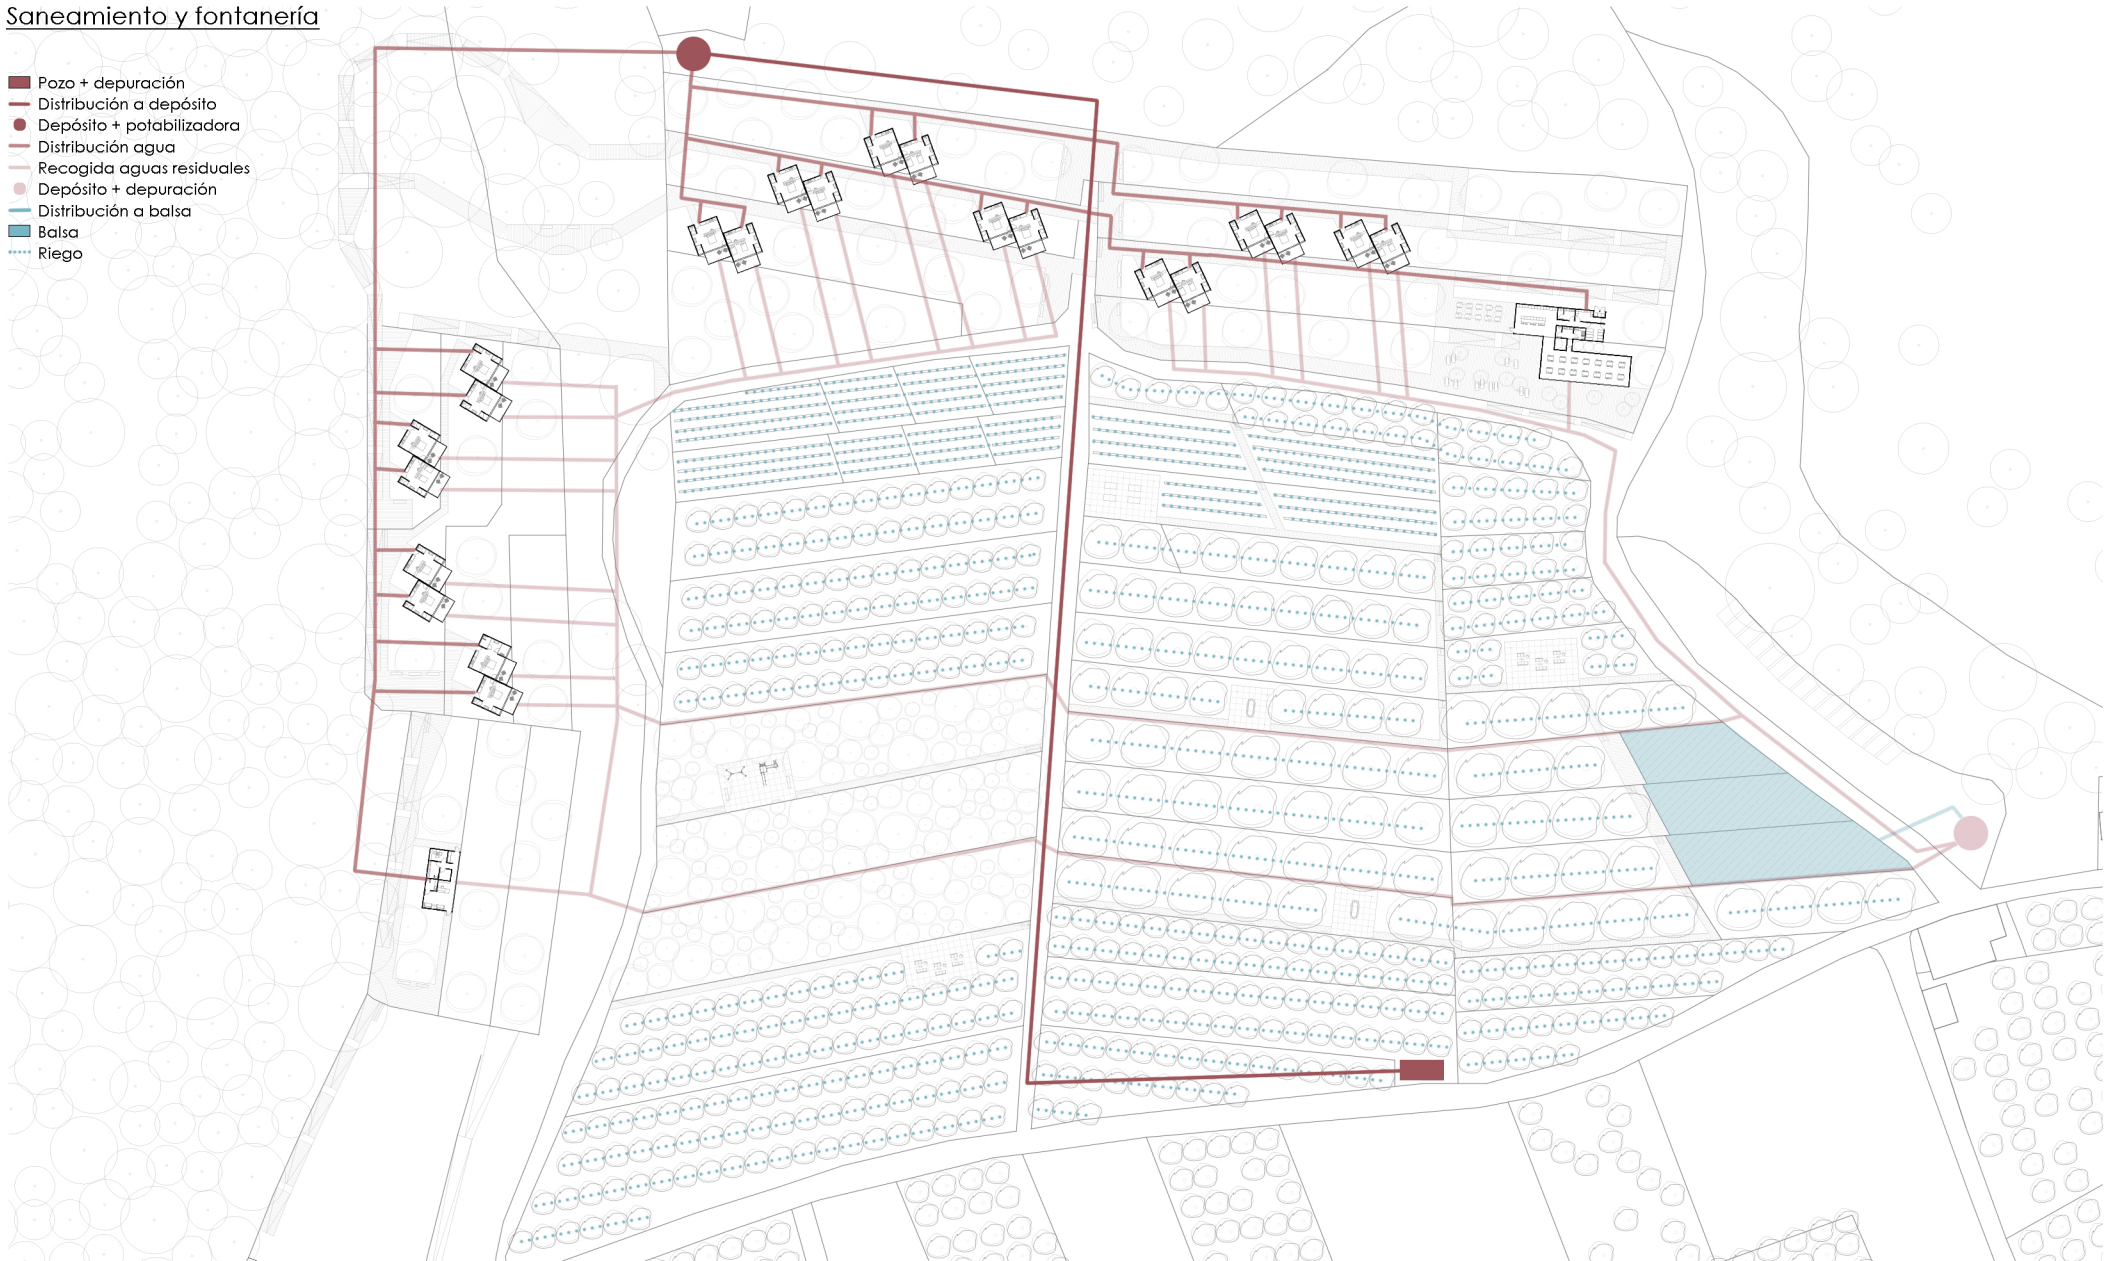 Saneamiento y fontanería
Pozo + depuración
Distribución a depósito
Depósito + potabilizadora
Distribución agua
Recogida aguas residuales
Depósito + depuración
Distribución a balsa
Balsa
Riego